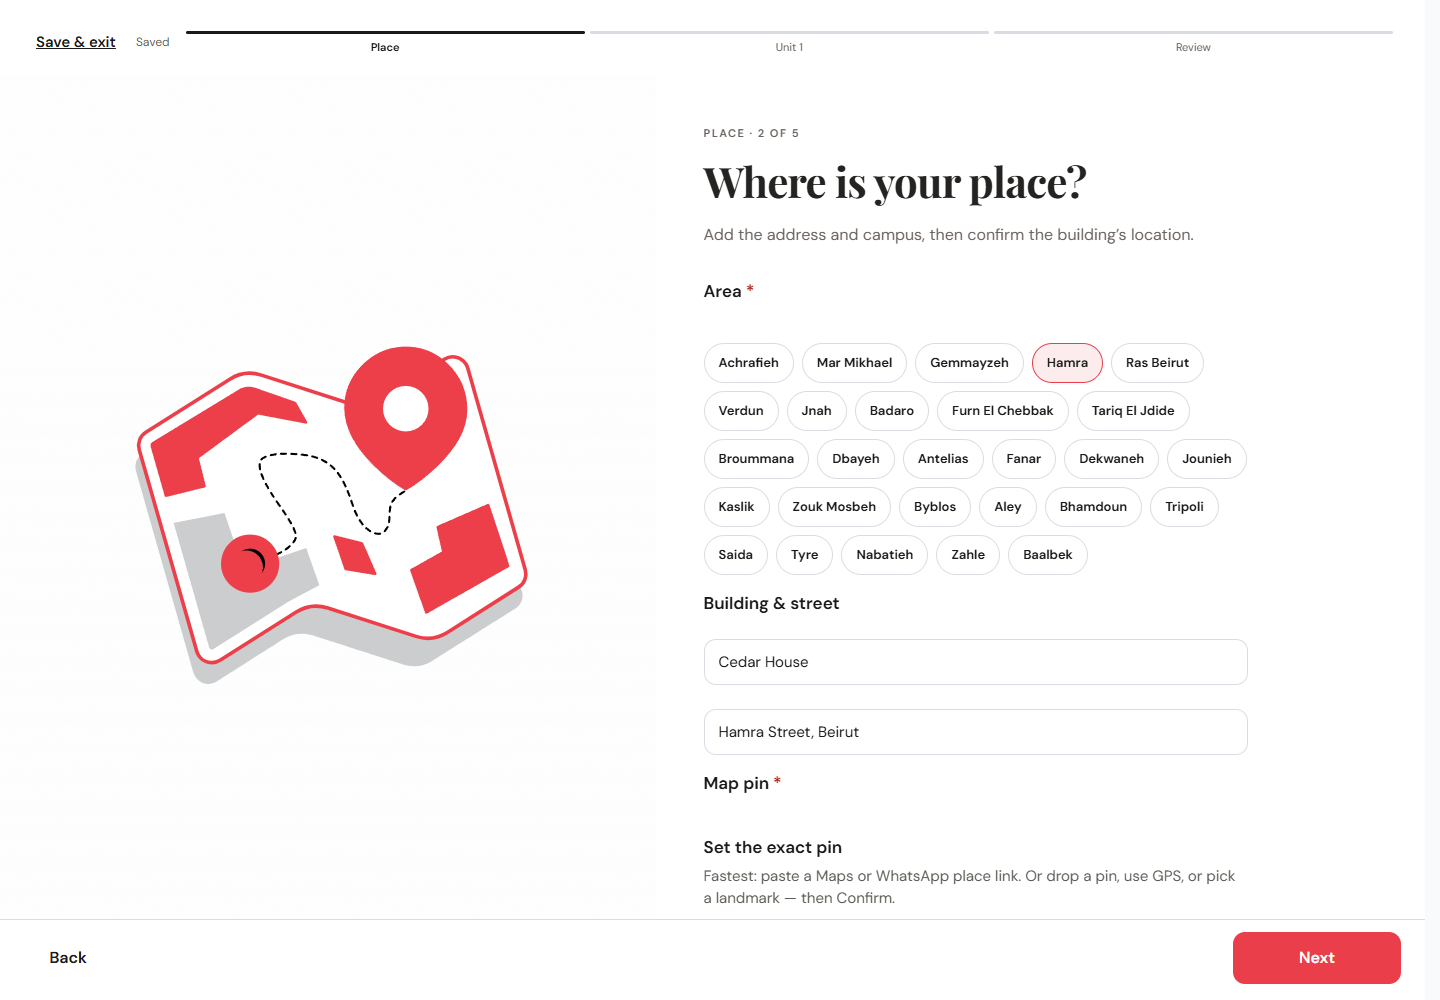 Save & exit
Saved
Place
Unit 1
Review
PLACE · 2 OF 5
Where is your place?
Add the address and campus, then confirm the building’s location.
Area *
Achrafieh
Mar Mikhael
Gemmayzeh
Hamra
Ras Beirut
Verdun
Jnah
Badaro
Furn El Chebbak
Tariq El Jdide
Broummana
Dbayeh
Antelias
Fanar
Dekwaneh
Jounieh
Kaslik
Zouk Mosbeh
Byblos
Aley
Bhamdoun
Tripoli
Saida
Tyre
Nabatieh
Zahle
Baalbek
Building & street
Cedar House
Hamra Street, Beirut
Map pin *
Set the exact pin
Fastest: paste a Maps or WhatsApp place link. Or drop a pin, use GPS, or pick
a landmark — then Confirm.
Back
Next